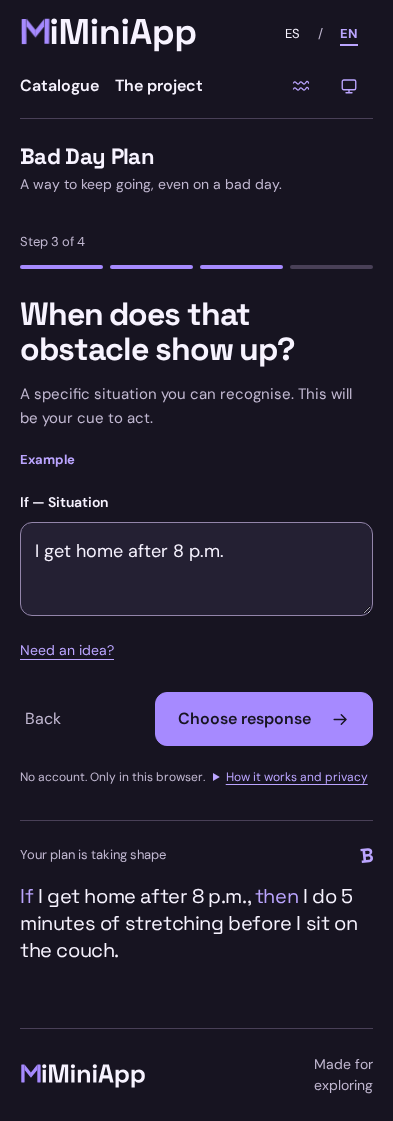 MiMiniApp
ES / EN
Catalogue The project
Bad Day Plan
A way to keep going, even on a bad day.
Step 3 of 4
When does that
obstacle show up?
A specific situation you can recognise. This will
be your cue to act.
Example
If — Situation
I get home after 8 p.m.
Need an idea?
Back
Choose response →
No account. Only in this browser. ▶ How it works and privacy
Your plan is taking shape
B
If I get home after 8 p.m., then I do 5
minutes of stretching before I sit on
the couch.
MiMiniApp
Made for
exploring